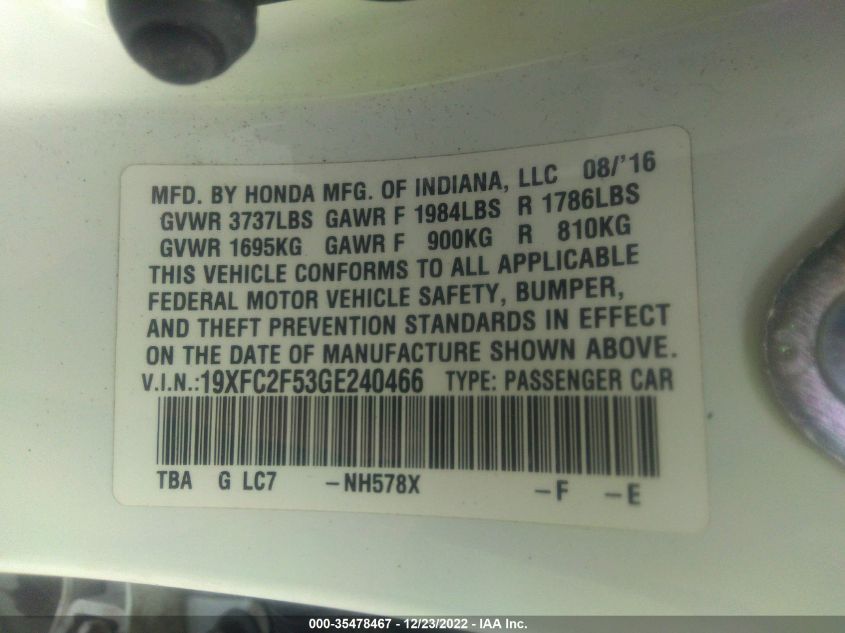 MFD. BY HONDA MFG. OF INDIANA, LLC 08/'16
GVWR 3737LBS GAWR F 1984LBS R 1786LBS
GVWR 1695KG GAWR F 900KG R 810KG
THIS VEHICLE CONFORMS TO ALL APPLICABLE
FEDERAL MOTOR VEHICLE SAFETY, BUMPER,
AND THEFT PREVENTION STANDARDS IN EFFECT
ON THE DATE OF MANUFACTURE SHOWN ABOVE.
V.I.N.:19XFC2F53GE240466 TYPE: PASSENGER CAR
TBA G LC7 -NH578X -F -E
000-35478467 - 12/23/2022 - IAA Inc.